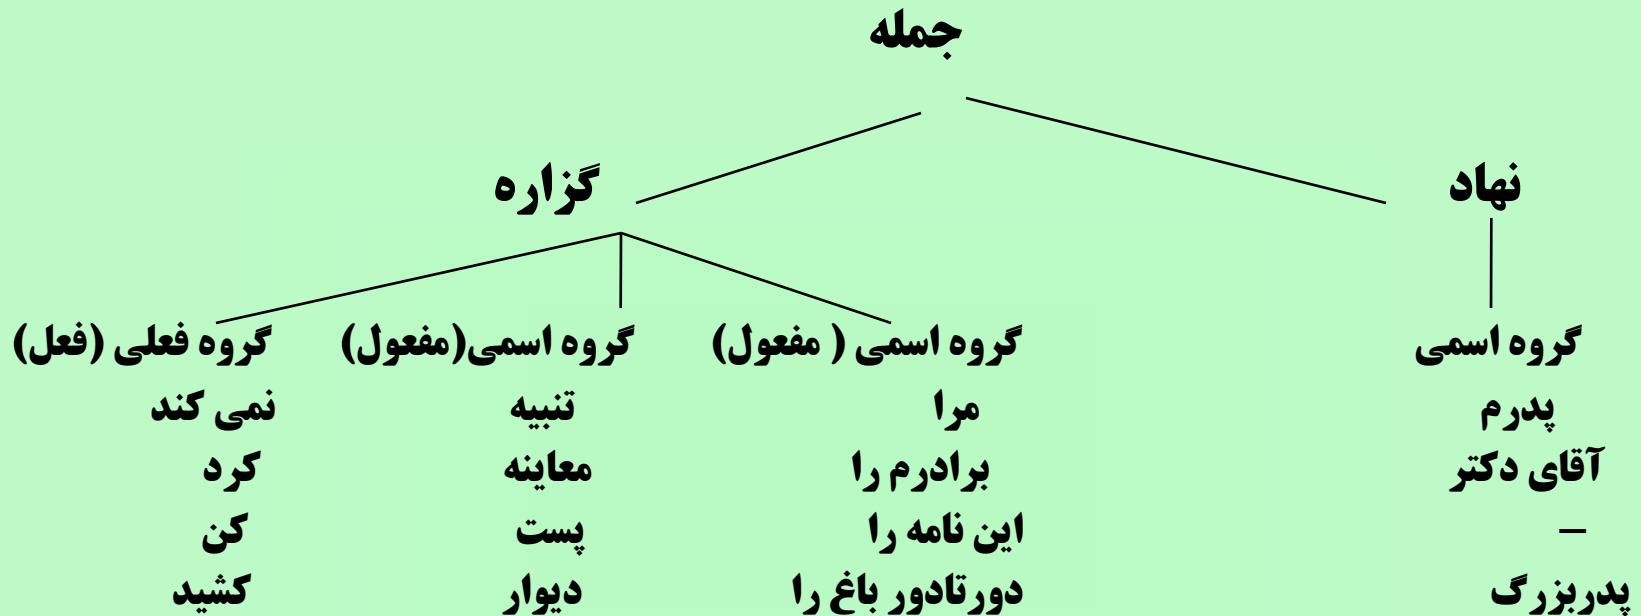 جمله
نهاد گزاره
گروه اسمی گروه اسمی ( مفعول) گروه اسمی(مفعول) گروه فعلی (فعل)
پدرم مرا تنبیه نمی کند
آقای دکتر برادرم را معاینه کرد
– این نامه را پست کن
پدربزرگ دورتادور باغ را دیوار کشید